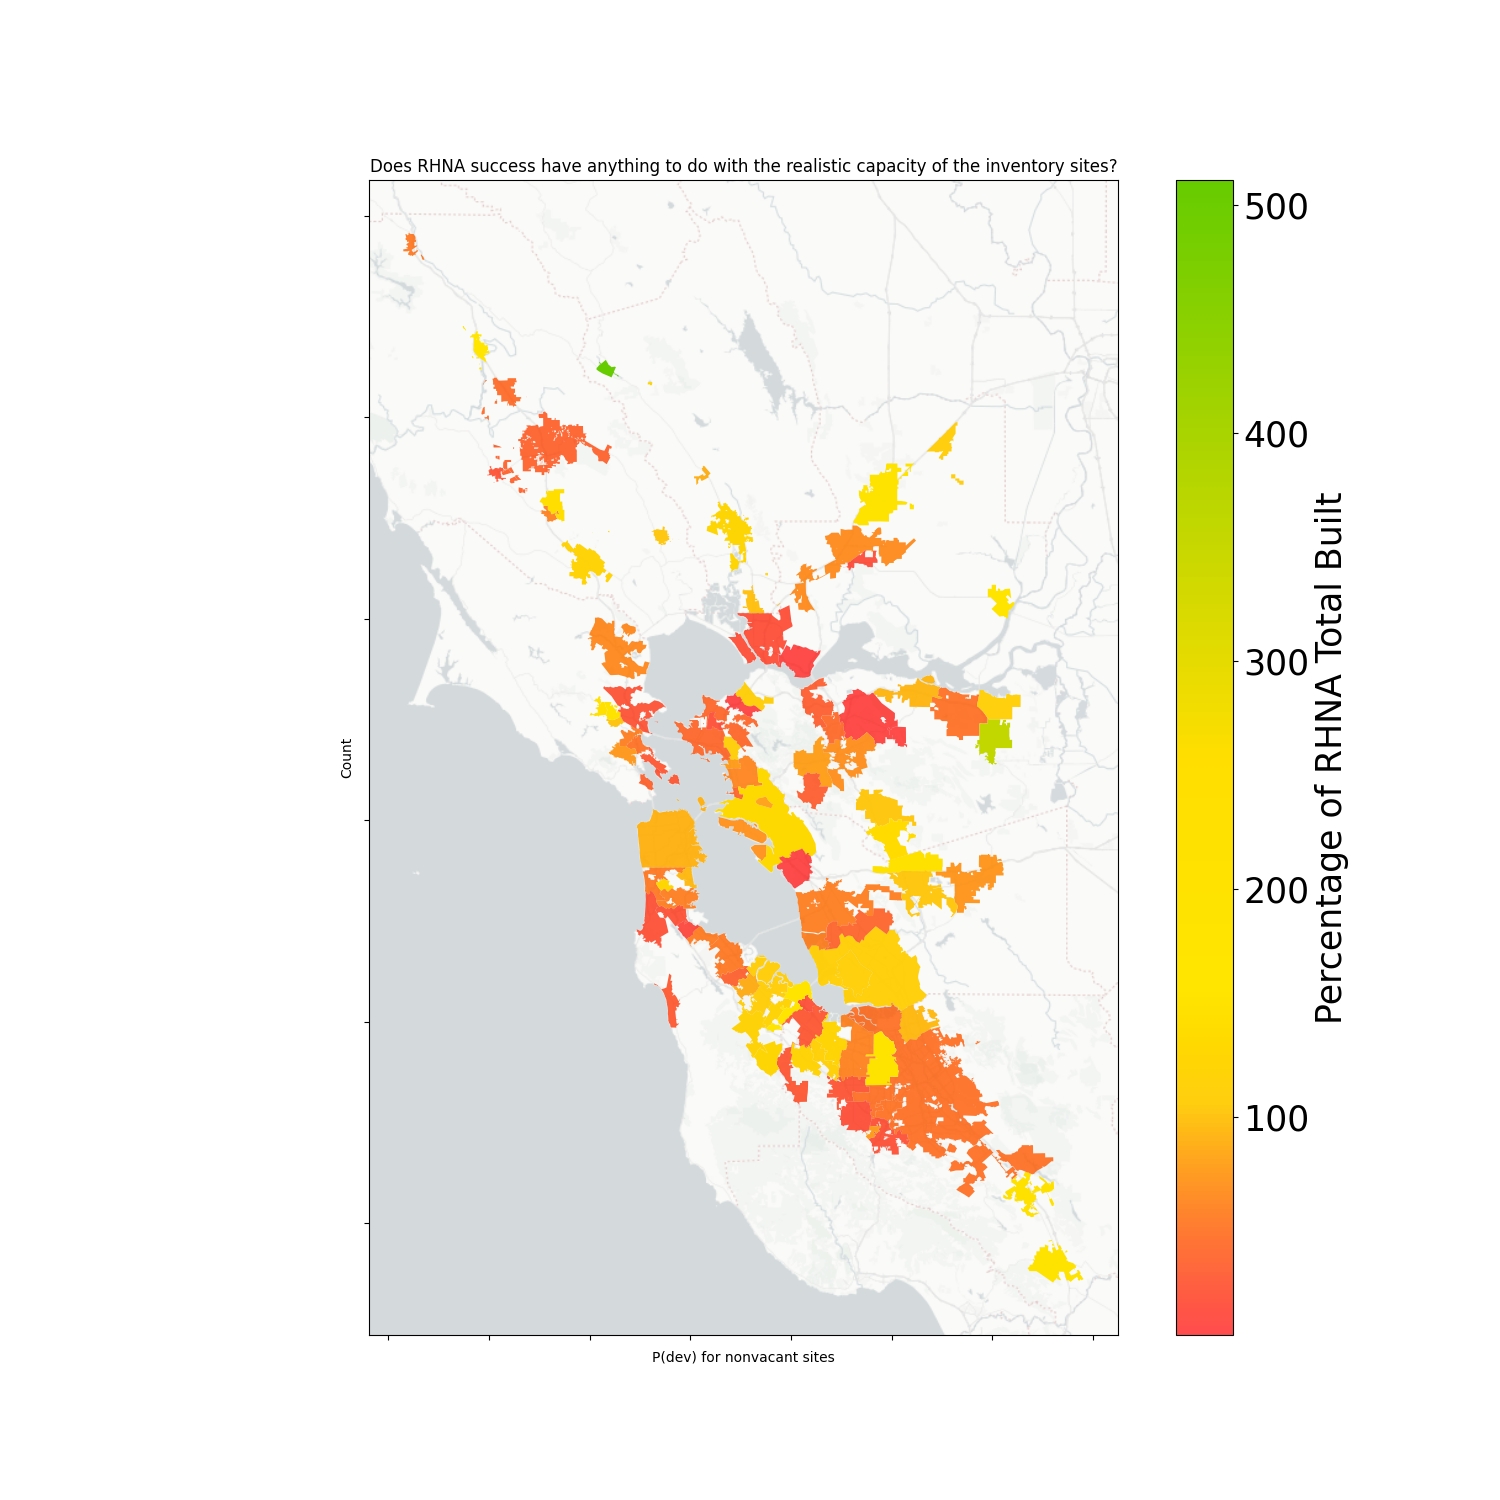 Does RHNA success have anything to do with the realistic capacity of the inventory sites?
Count
P(dev) for nonvacant sites
500
400
300
200
100
Percentage of RHNA Total Built